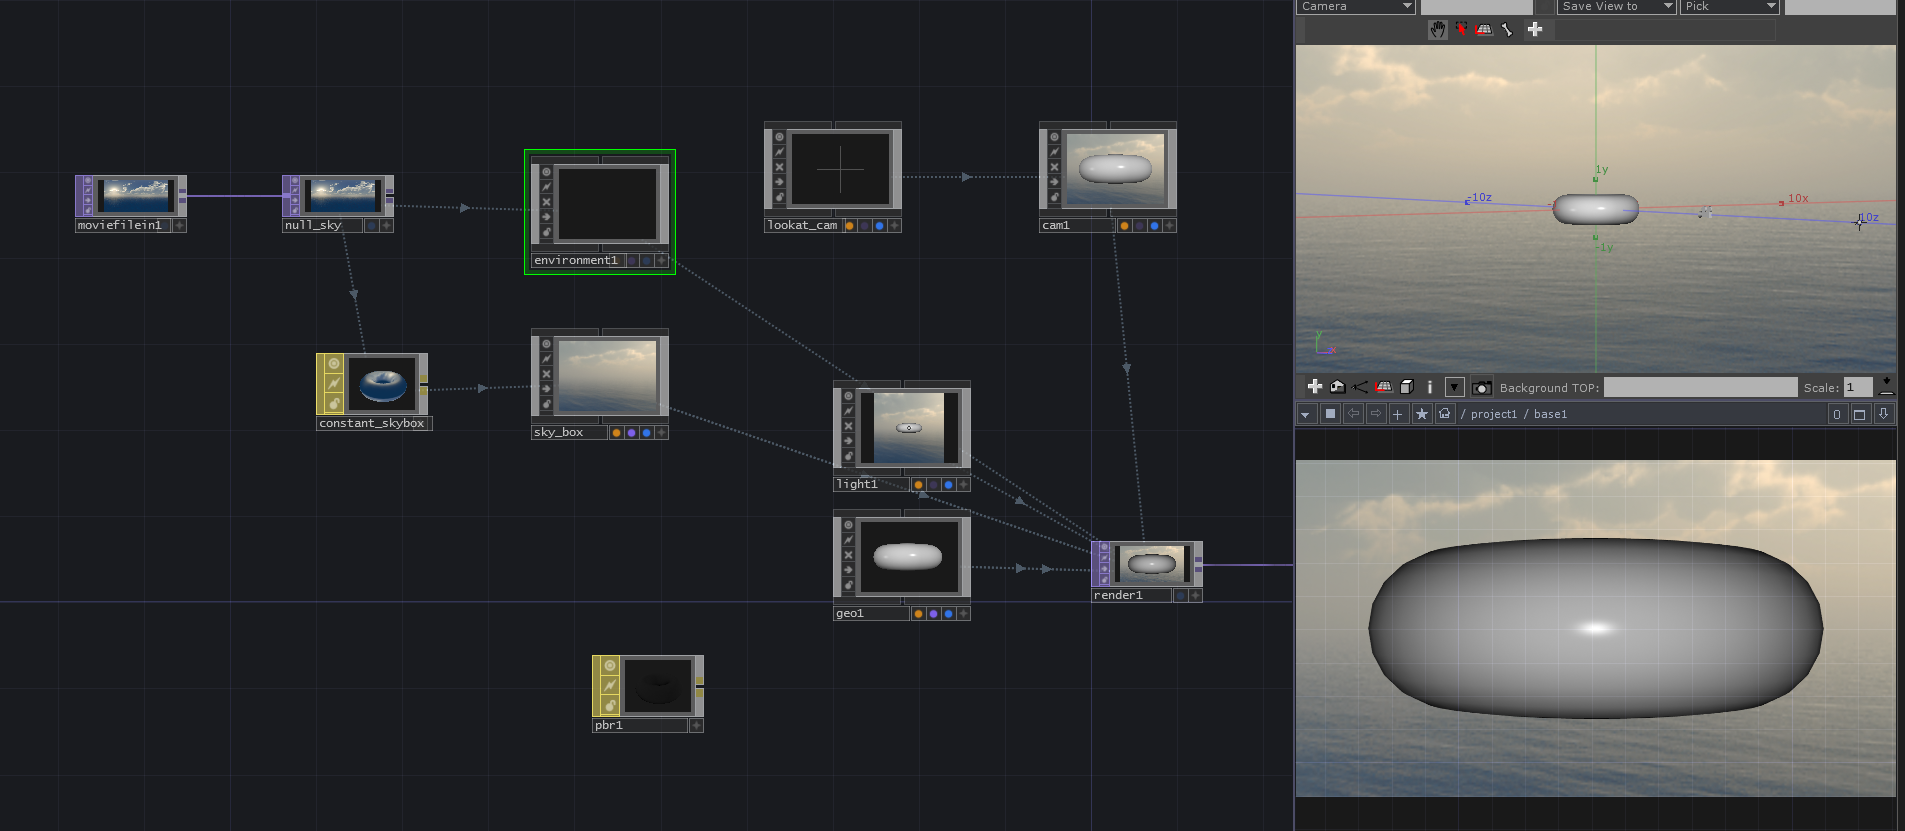 Camera
Save View to
Pick
1y
-10z
10x
10z
-1y
y
x
Background TOP:
Scale: 1
/ project1 / base1
0
moviefilein1
null_sky
environment1
lookat_cam
cam1
constant_skybox
sky_box
light1
geo1
render1
pbr1